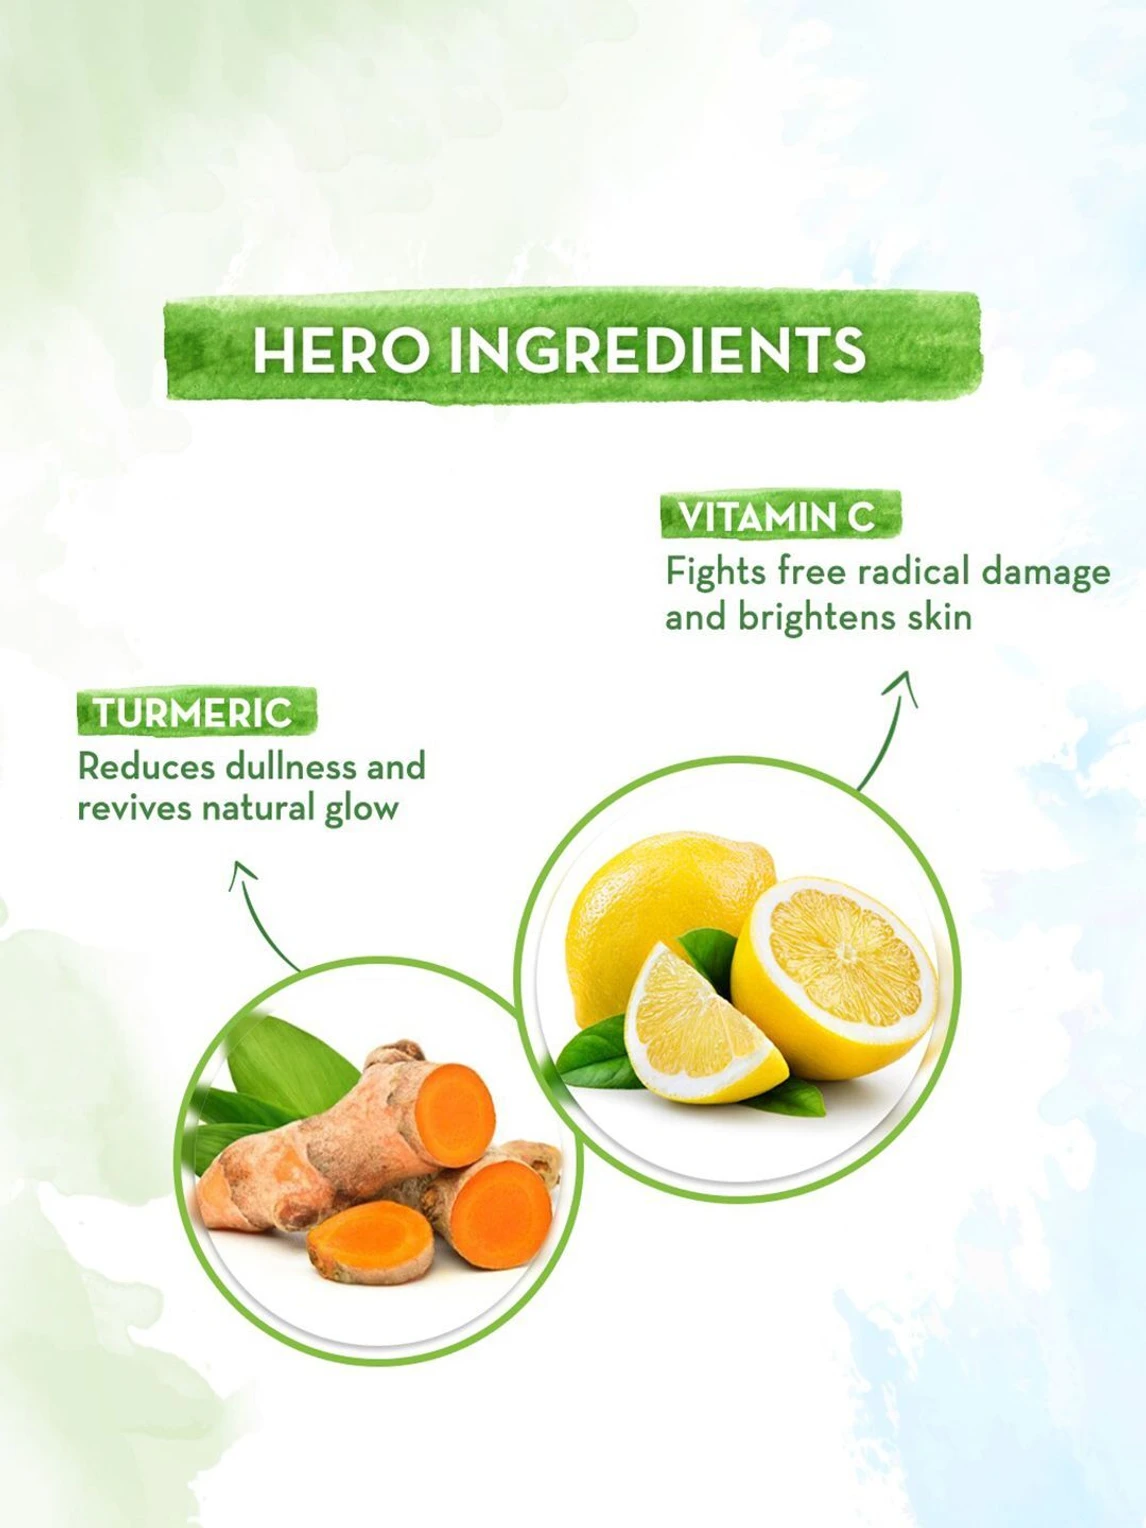 HERO INGREDIENTS
VITAMIN C
Fights free radical damage
and brightens skin
TURMERIC
Reduces dullness and
revives natural glow